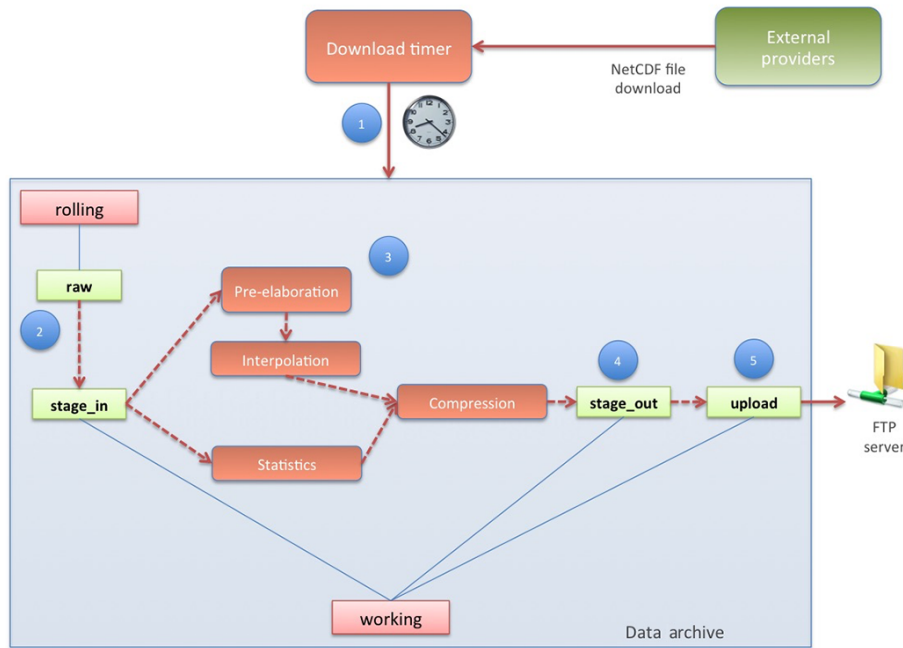 Download timer
External
providers
NetCDF file
download
1
rolling
3
raw
Pre-elaboration
2
Interpolation
4
5
stage_in
Compression
stage_out
upload
FTP
server
Statistics
working
Data archive